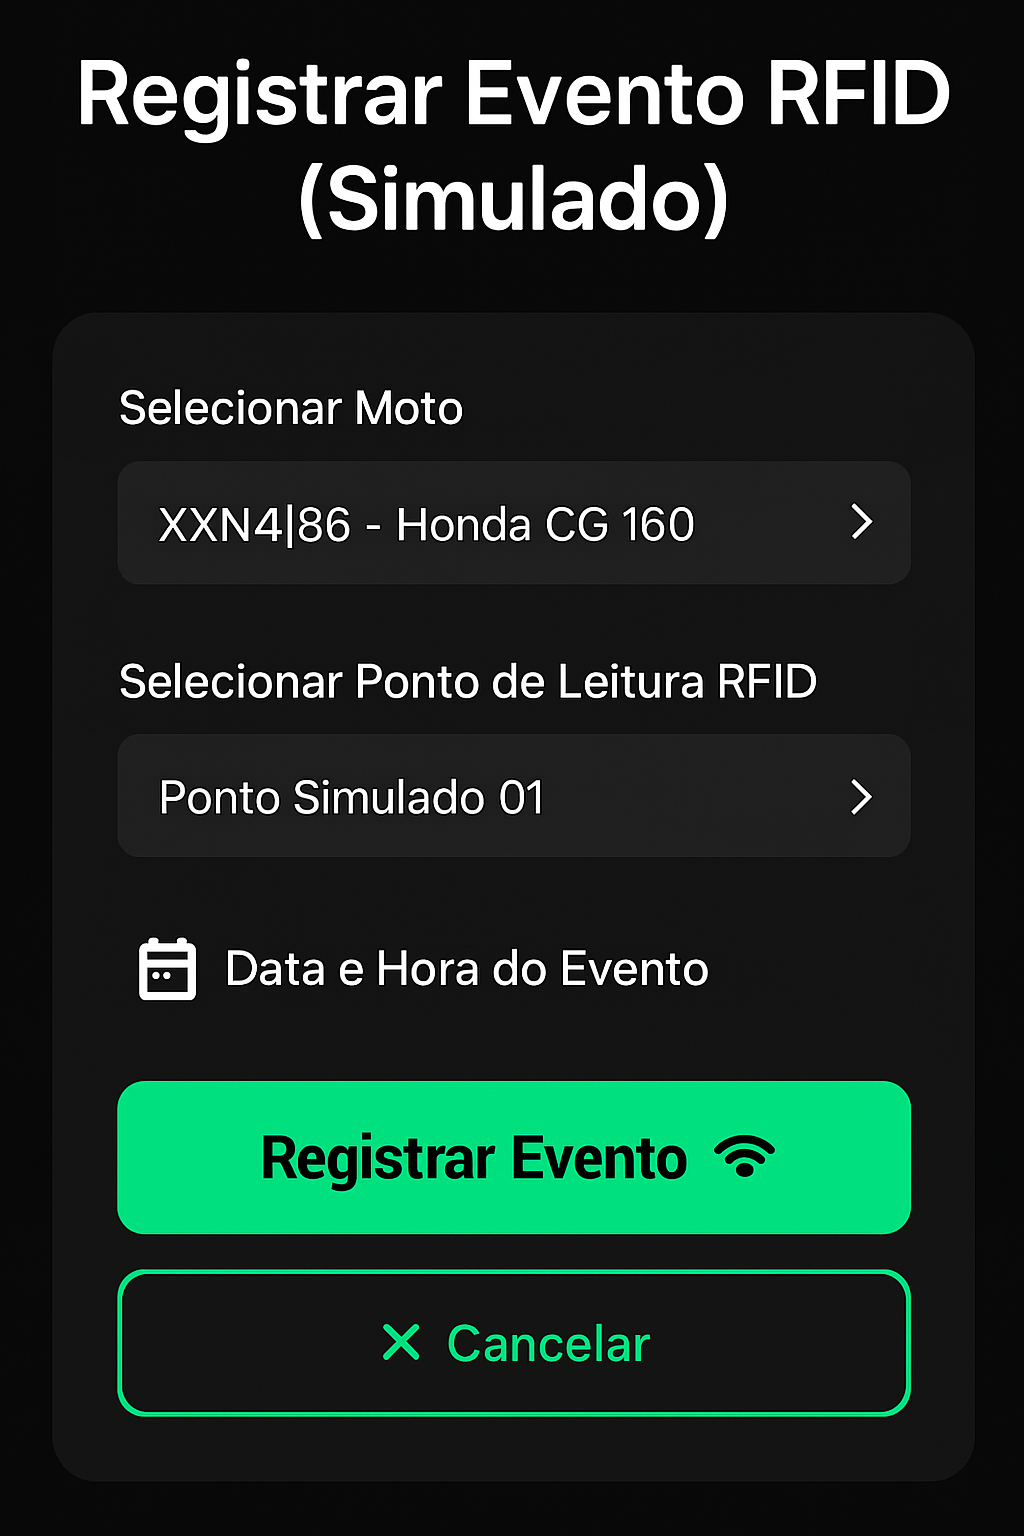 Registrar Evento RFID
(Simulado)
Selecionar Moto
XXN4|86 - Honda CG 160
Selecionar Ponto de Leitura RFID
Ponto Simulado 01
Data e Hora do Evento
Registrar Evento
Cancelar